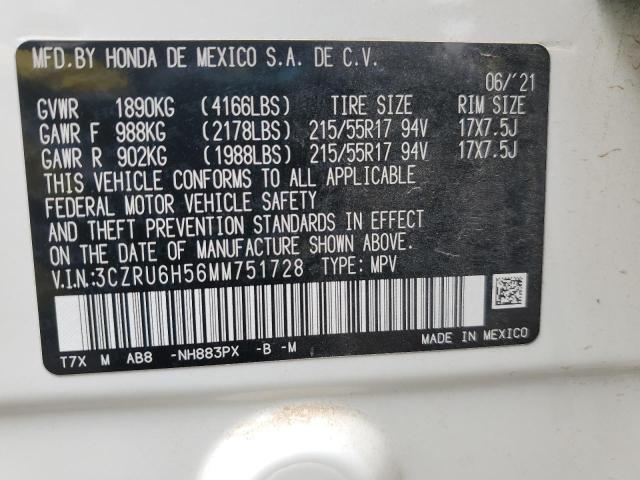 MFD.BY HONDA DE MEXICO S.A. DE C.V.
06/'21
GVWR 1890KG (4166LBS) TIRE SIZE RIM SIZE
GAWR F 988KG (2178LBS) 215/55R17 94V 17X7.5J
GAWR R 902KG (1988LBS) 215/55R17 94V 17X7.5J
THIS VEHICLE CONFORMS TO ALL APPLICABLE
FEDERAL MOTOR VEHICLE SAFETY
AND THEFT PREVENTION STANDARDS IN EFFECT
ON THE DATE OF MANUFACTURE SHOWN ABOVE.
V.IN.:3CZRU6H56MM751728 TYPE: MPV
T7X M AB8 -NH883PX -B -M MADE IN MEXICO